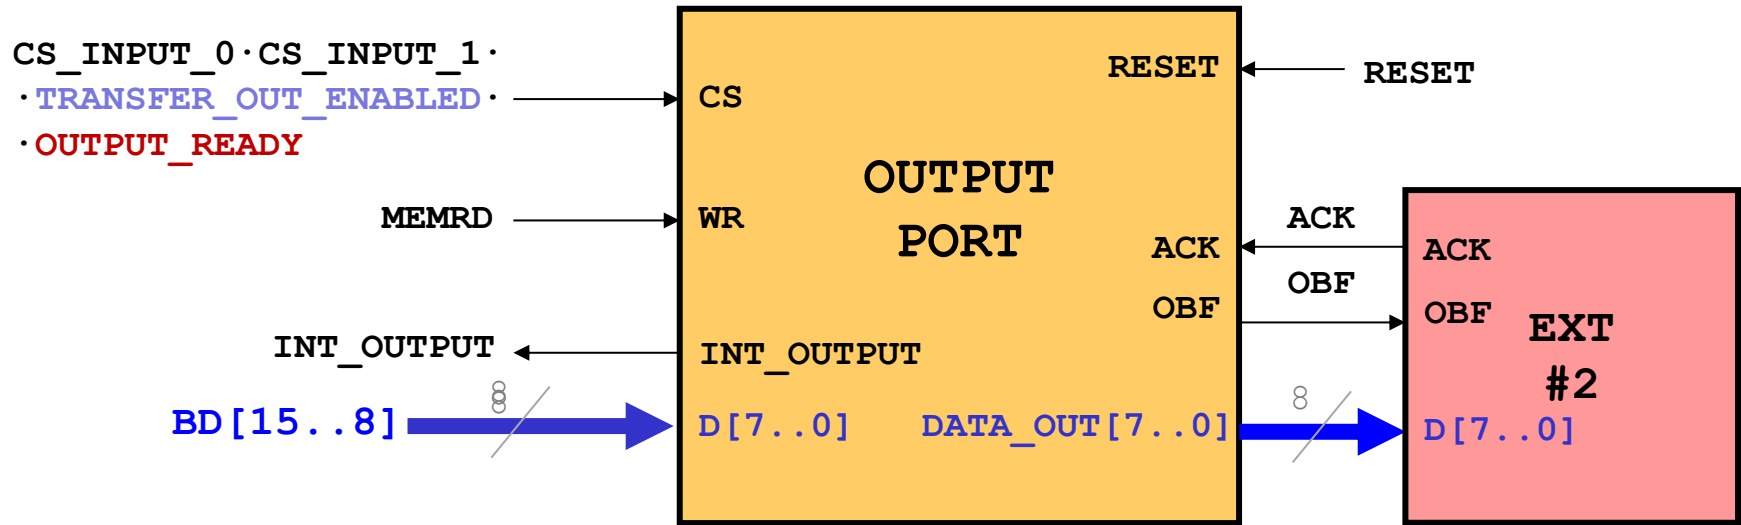 CS_INPUT_0·CS_INPUT_1·
·TRANSFER_OUT_ENABLED·
·OUTPUT_READY
MEMRD
INT_OUTPUT
BD[15..8]
8
CS
WR
INT_OUTPUT
D[7..0]
OUTPUT
PORT
RESET
ACK
OBF
DATA_OUT[7..0]
RESET
ACK
OBF
8
ACK
OBF
EXT
#2
D[7..0]